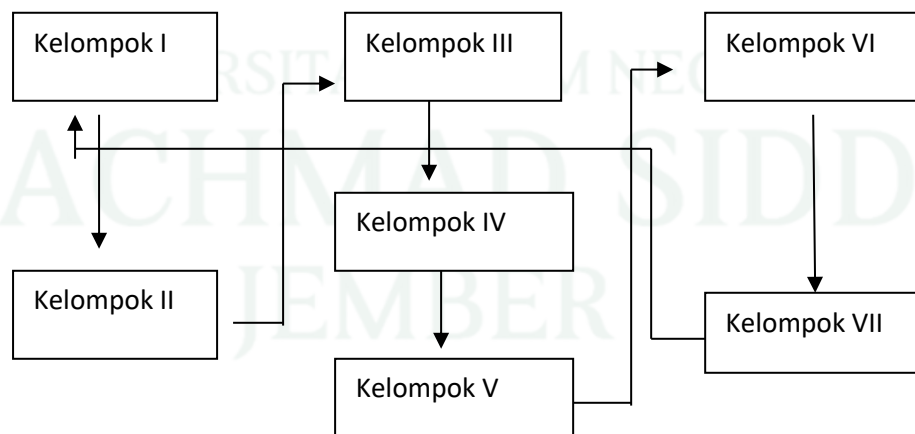 Kelompok I
Kelompok III
Kelompok VI
Kelompok IV
Kelompok II
Kelompok VII
Kelompok V
ACHMAD SIDD
JEMBER